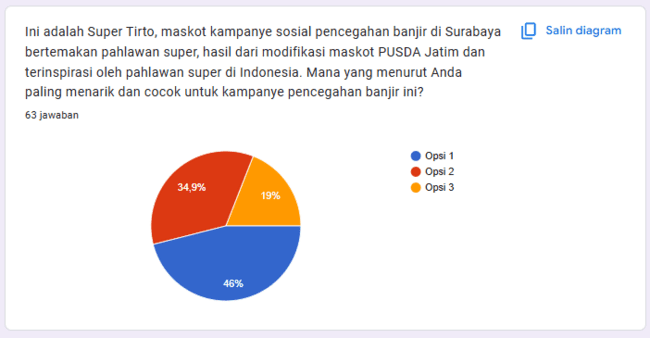 Ini adalah Super Tirto, maskot kampanye sosial pencegahan banjir di Surabaya
bertemakan pahlawan super, hasil dari modifikasi maskot PUSDA Jatim dan
terinspirasi oleh pahlawan super di Indonesia. Mana yang menurut Anda
paling menarik dan cocok untuk kampanye pencegahan banjir ini?
Salin diagram
63 jawaban
34,9%
19%
46%
Opsi 1
Opsi 2
Opsi 3